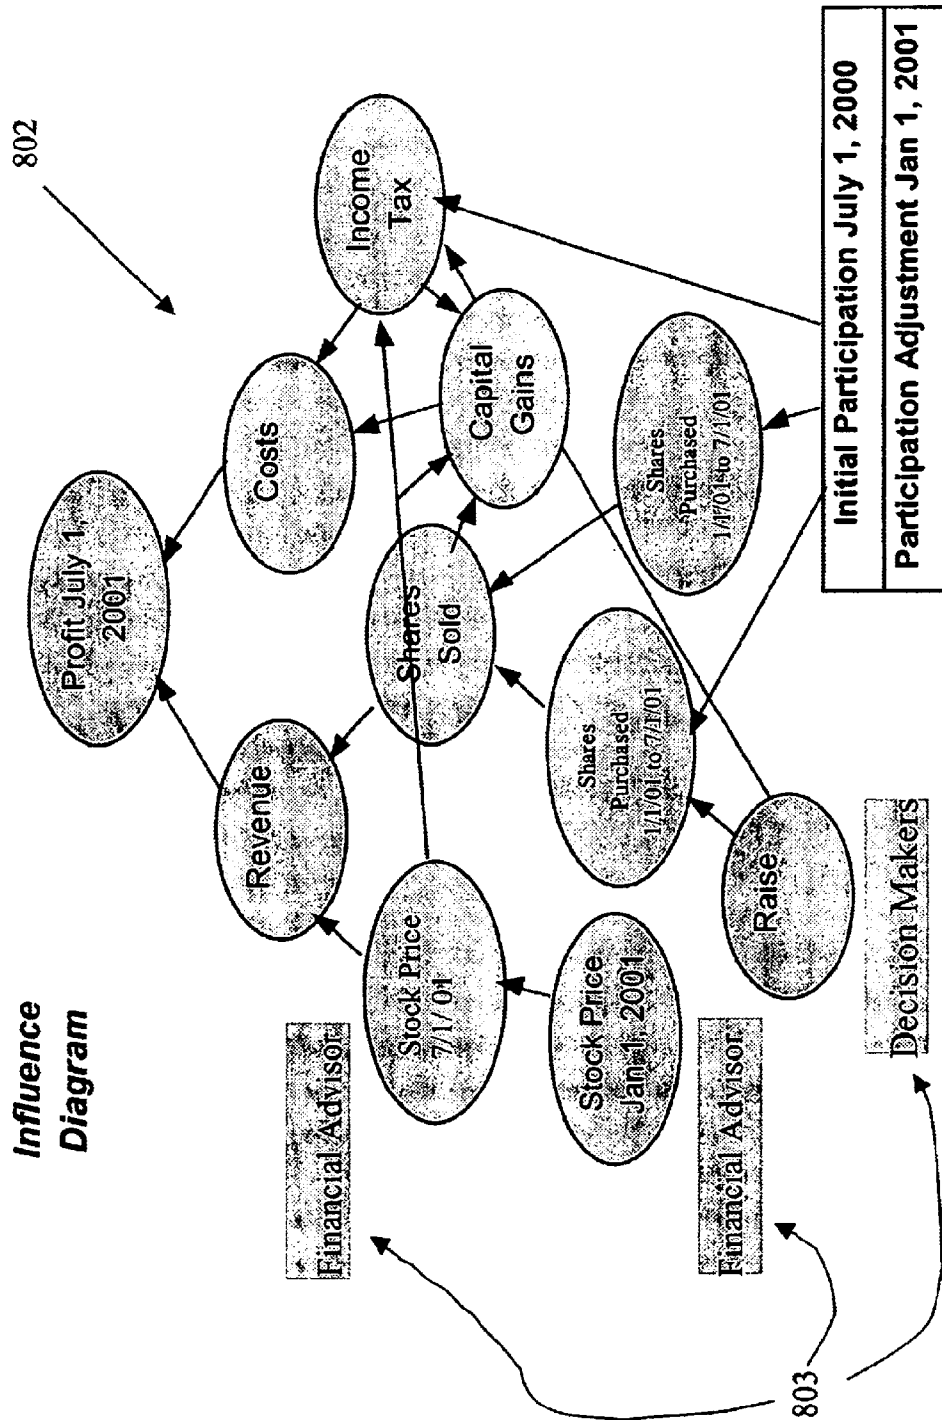 Influence
Diagram
802
Profit July 1,
2001
Revenue
Costs
Income
Tax
Financial Advisor
Stock Price
7/1/ 01
Shares
Sold
Capital
Gains
Stock Price
Jan 1, 2001
Shares
Purchased
1/1/01 to 7/1/01
Shares
Purchased
1/1/01 to 7/1/01
Financial Advisor
Raise
803
Decision Makers
Initial Participation July 1, 2000
Participation Adjustment Jan 1, 2001